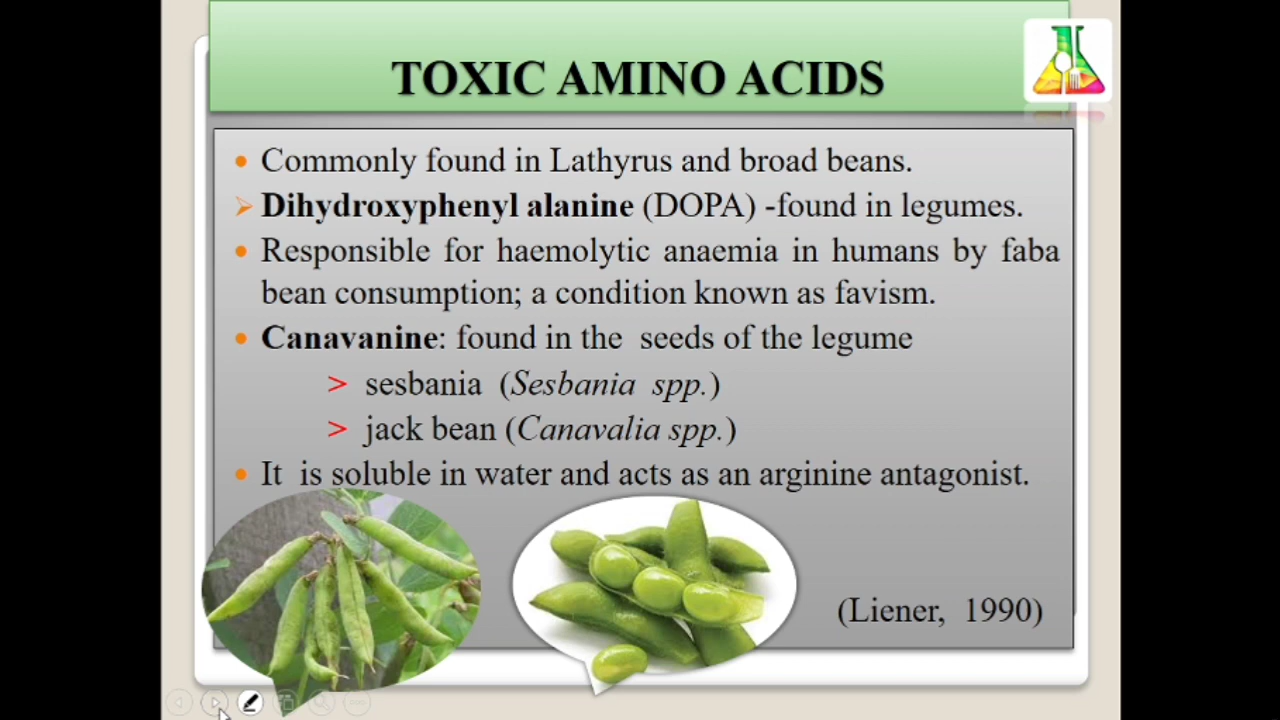 TOXIC AMINO ACIDS
Commonly found in Lathyrus and broad beans.
Dihydroxyphenyl alanine (DOPA) -found in legumes.
Responsible for haemolytic anaemia in humans by faba
bean consumption; a condition known as favism.
Canavanine: found in the seeds of the legume
> sesbania (Sesbania spp.)
> jack bean (Canavalia spp.)
It is soluble in water and acts as an arginine antagonist.
(Liener, 1990)